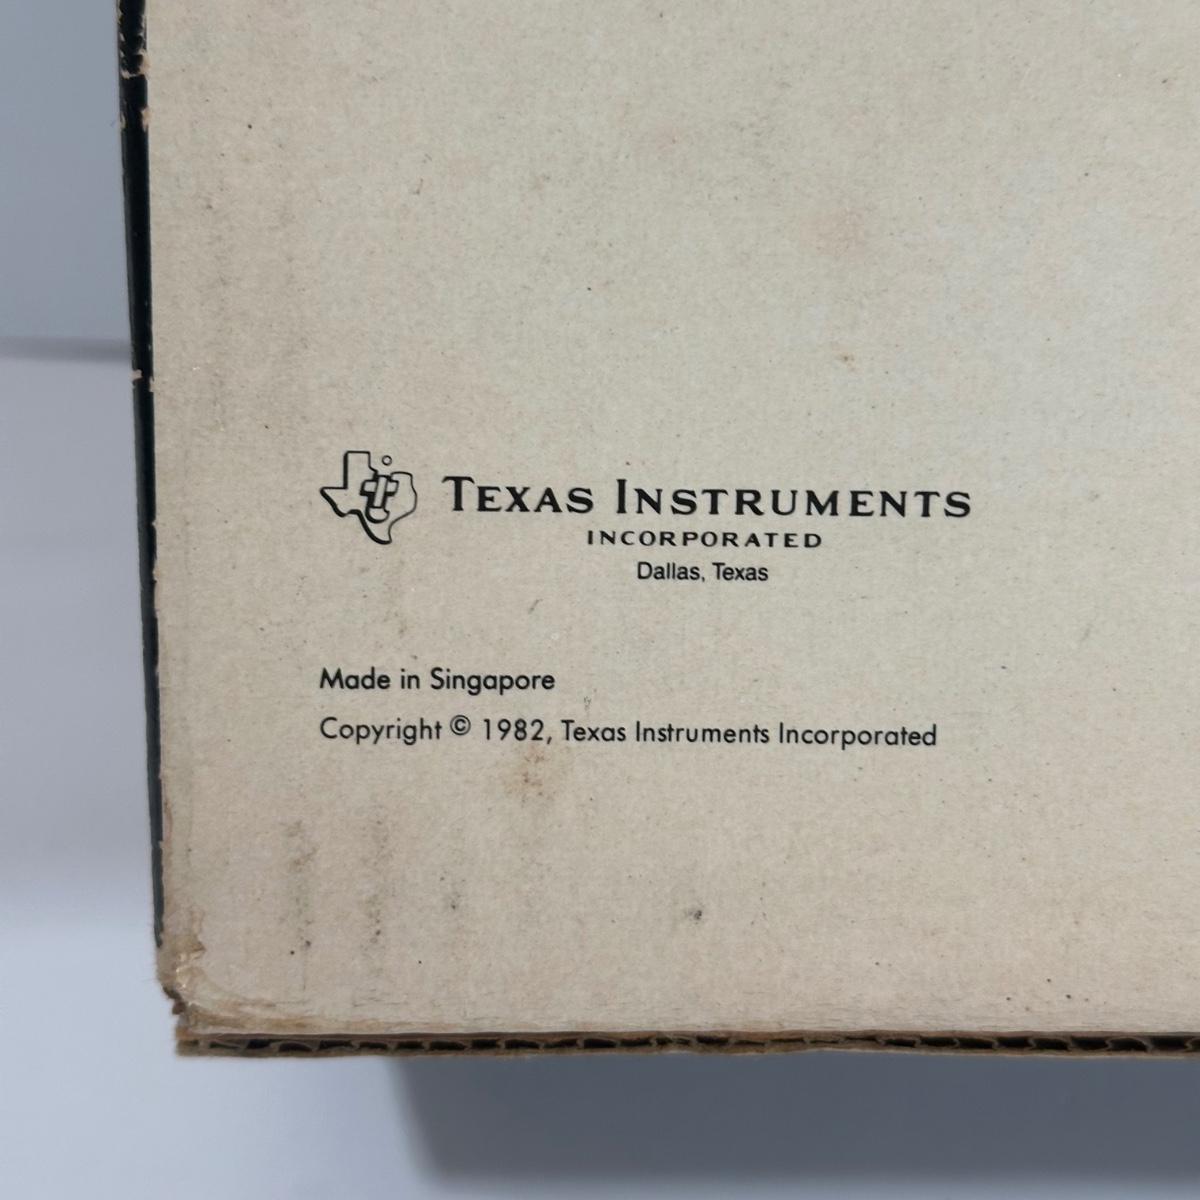 TEXAS INSTRUMENTS
INCORPORATED
Dallas, Texas
Made in Singapore
Copyright © 1982, Texas Instruments Incorporated